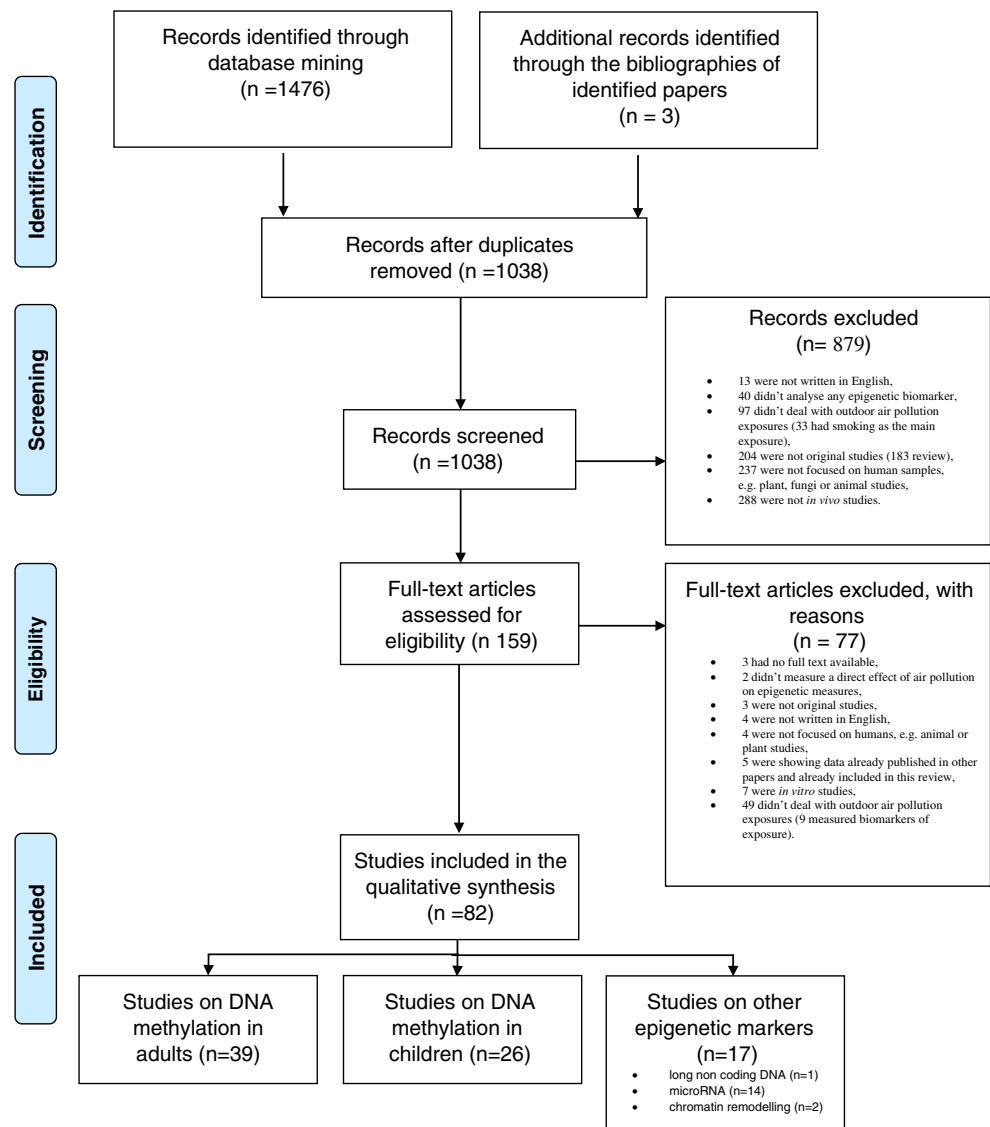 Records identified through
database mining
(n =1476)
Additional records identified
through the bibliographies of
identified papers
(n = 3)
Identification
Records after duplicates
removed (n =1038)
Screening
Records screened
(n =1038)
Records excluded
(n= 879)
• 13 were not written in English,
• 40 didn't analyse any epigenetic biomarker,
• 97 didn't deal with outdoor air pollution
exposures (33 had smoking as the main
exposure),
• 204 were not original studies (183 review),
• 237 were not focused on human samples,
e.g. plant, fungi or animal studies,
• 288 were not in vivo studies.
Eligibility
Full-text articles
assessed for
eligibility (n 159)
Full-text articles excluded, with
reasons
(n = 77)
• 3 had no full text available,
• 2 didn't measure a direct effect of air pollution
on epigenetic measures,
• 3 were not original studies,
• 4 were not written in English,
• 4 were not focused on humans, e.g. animal or
plant studies,
• 5 were showing data already published in other
papers and already included in this review,
• 7 were in vitro studies,
• 49 didn't deal with outdoor air pollution
exposures (9 measured biomarkers of
exposure).
Included
Studies included in the
qualitative synthesis
(n =82)
Studies on DNA
methylation in
adults (n=39)
Studies on DNA
methylation in
children (n=26)
Studies on other
epigenetic markers
(n=17)
• long non coding DNA (n=1)
• microRNA (n=14)
• chromatin remodelling (n=2)